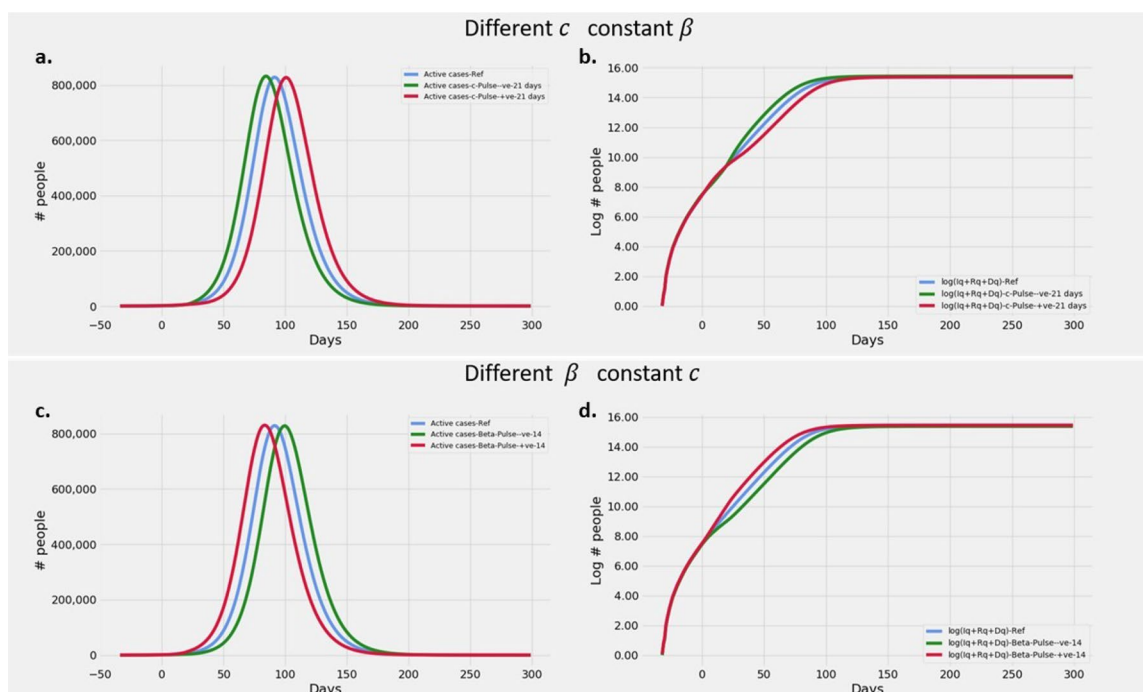 Different c constant β
a.
# people
800,000
600,000
400,000
200,000
0
−50 0 50 100 150 200 250 300
Days
Active cases-Ref
Active cases-c-Pulse--ve-21 days
Active cases-c-Pulse-+ve-21 days
b.
Log # people
16.00
14.00
12.00
10.00
8.00
6.00
4.00
2.00
0.00
0 50 100 150 200 250 300
Days
log(Iq+Rq+Dq)-Ref
log(Iq+Rq+Dq)-c-Pulse--ve-21 days
log(Iq+Rq+Dq)-c-Pulse-+ve-21 days
Different β constant c
c.
# people
800,000
600,000
400,000
200,000
0
−50 0 50 100 150 200 250 300
Days
Active cases-Ref
Active cases-Beta-Pulse--ve-14
Active cases-Beta-Pulse-+ve-14
d.
Log # people
16.00
14.00
12.00
10.00
8.00
6.00
4.00
2.00
0.00
0 50 100 150 200 250 300
Days
log(Iq+Rq+Dq)-Ref
log(Iq+Rq+Dq)-Beta-Pulse--ve-14
log(Iq+Rq+Dq)-Beta-Pulse-+ve-14